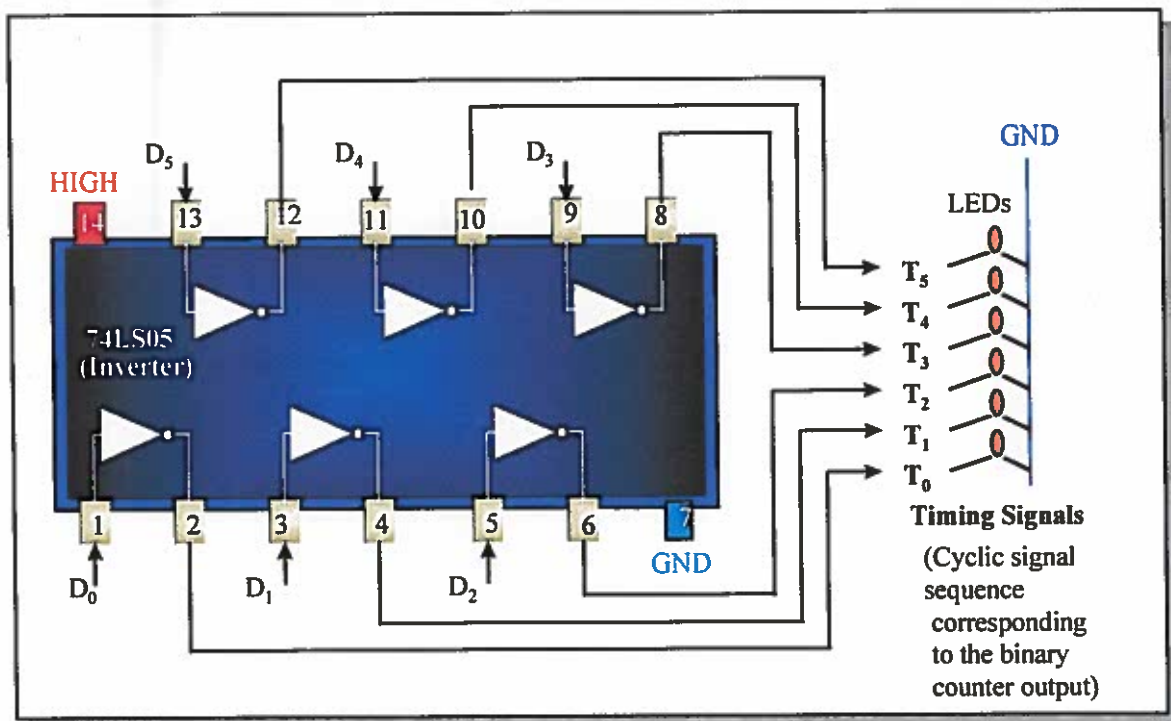 GND
D₅
D₄
D₃
HIGH
LEDs
14
13
12
11
10
9
8
T₅
T₄
T₃
T₂
T₁
T₀
74LS05
(Inverter)
1
2
3
4
5
6
7
GND
D₀
D₁
D₂
Timing Signals
(Cyclic signal
sequence
corresponding
to the binary
counter output)